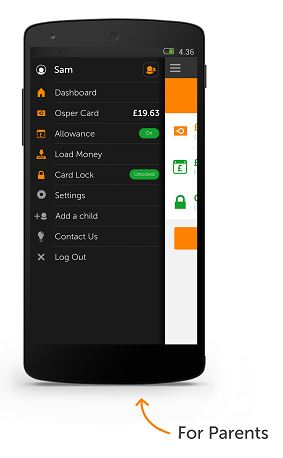 4.36
Sam
Dashboard
Osper Card £19.63
Allowance On
Load Money
Card Lock Unlocked
Settings
Add a child
Contact Us
Log Out
For Parents